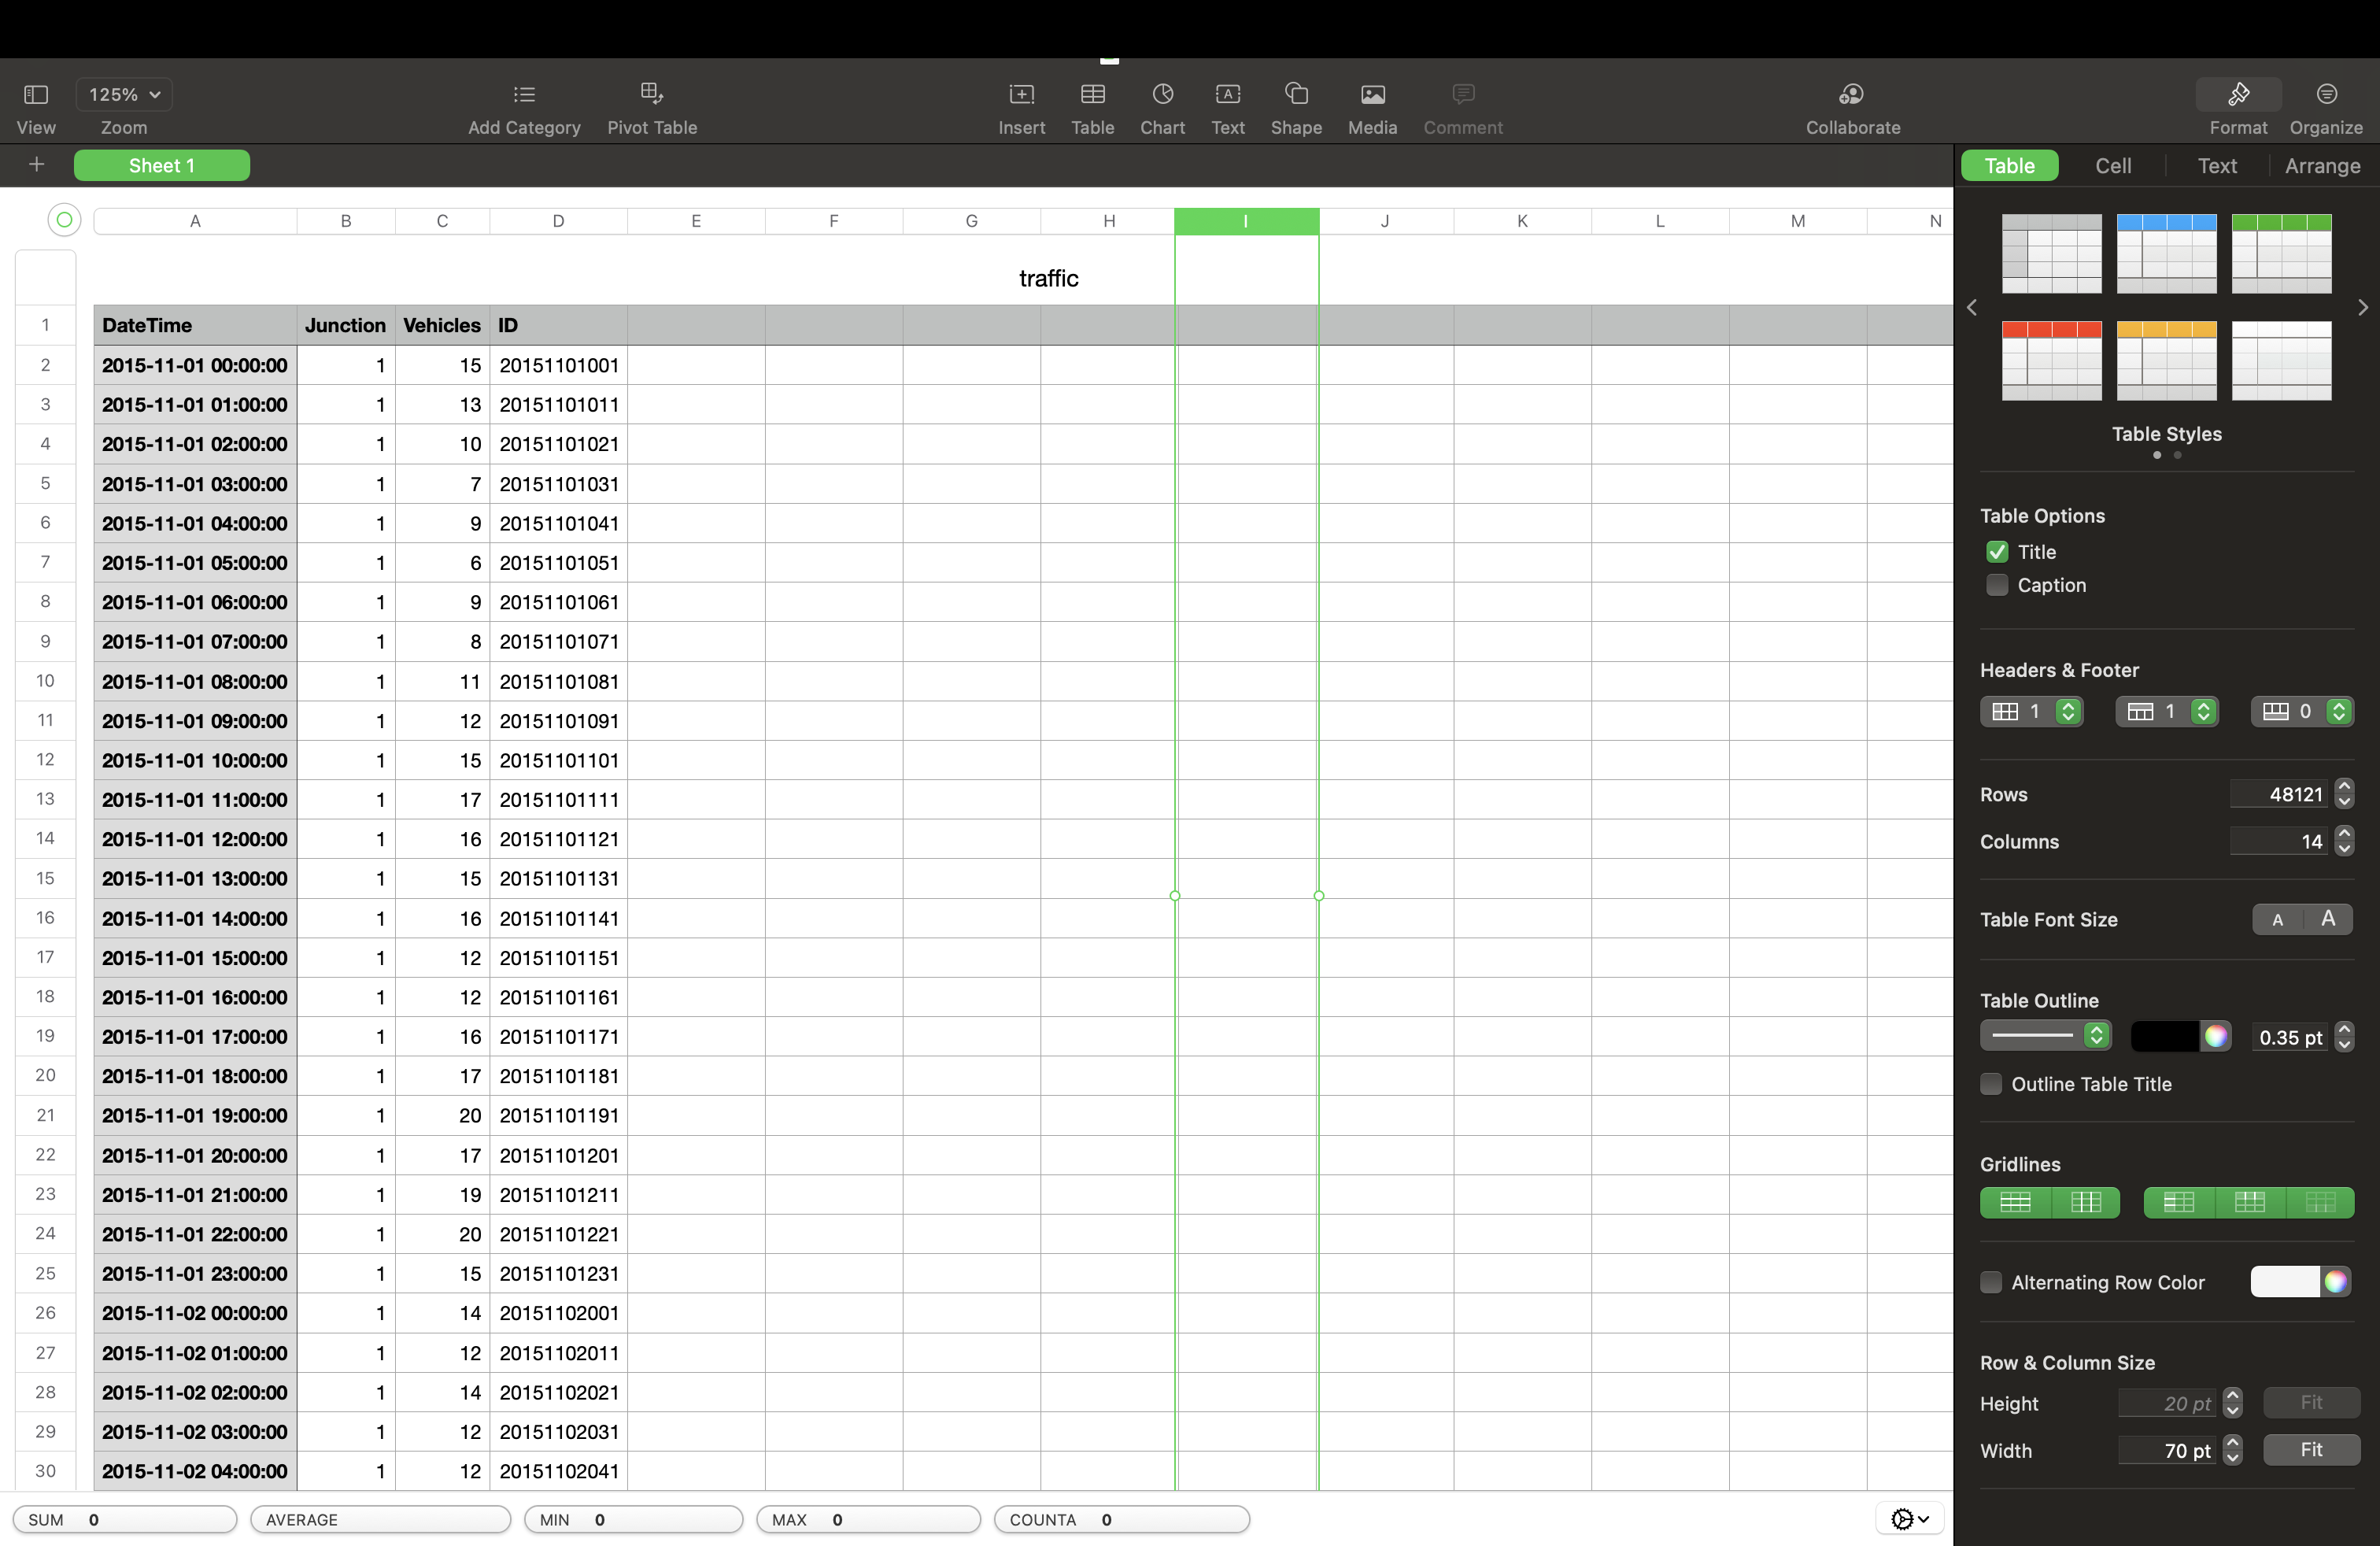 125%
View Zoom Add Category Pivot Table Insert Table Chart Text Shape Media Comment Collaborate Format Organize
Sheet 1
Table Cell Text Arrange
A B C D E F G H I J K L M N
traffic
1 DateTime Junction Vehicles ID
2 2015-11-01 00:00:00 1 15 20151101001
3 2015-11-01 01:00:00 1 13 20151101011
4 2015-11-01 02:00:00 1 10 20151101021
5 2015-11-01 03:00:00 1 7 20151101031
6 2015-11-01 04:00:00 1 9 20151101041
7 2015-11-01 05:00:00 1 6 20151101051
8 2015-11-01 06:00:00 1 9 20151101061
9 2015-11-01 07:00:00 1 8 20151101071
10 2015-11-01 08:00:00 1 11 20151101081
11 2015-11-01 09:00:00 1 12 20151101091
12 2015-11-01 10:00:00 1 15 20151101101
13 2015-11-01 11:00:00 1 17 20151101111
14 2015-11-01 12:00:00 1 16 20151101121
15 2015-11-01 13:00:00 1 15 20151101131
16 2015-11-01 14:00:00 1 16 20151101141
17 2015-11-01 15:00:00 1 12 20151101151
18 2015-11-01 16:00:00 1 12 20151101161
19 2015-11-01 17:00:00 1 16 20151101171
20 2015-11-01 18:00:00 1 17 20151101181
21 2015-11-01 19:00:00 1 20 20151101191
22 2015-11-01 20:00:00 1 17 20151101201
23 2015-11-01 21:00:00 1 19 20151101211
24 2015-11-01 22:00:00 1 20 20151101221
25 2015-11-01 23:00:00 1 15 20151101231
26 2015-11-02 00:00:00 1 14 20151102001
27 2015-11-02 01:00:00 1 12 20151102011
28 2015-11-02 02:00:00 1 14 20151102021
29 2015-11-02 03:00:00 1 12 20151102031
30 2015-11-02 04:00:00 1 12 20151102041
SUM 0 AVERAGE MIN 0 MAX 0 COUNTA 0
Table Styles
Table Options
Title
Caption
Headers & Footer
1 1 0
Rows 48121
Columns 14
Table Font Size A A
Table Outline
0.35 pt
Outline Table Title
Gridlines
Alternating Row Color
Row & Column Size
Height 20 pt Fit
Width 70 pt Fit